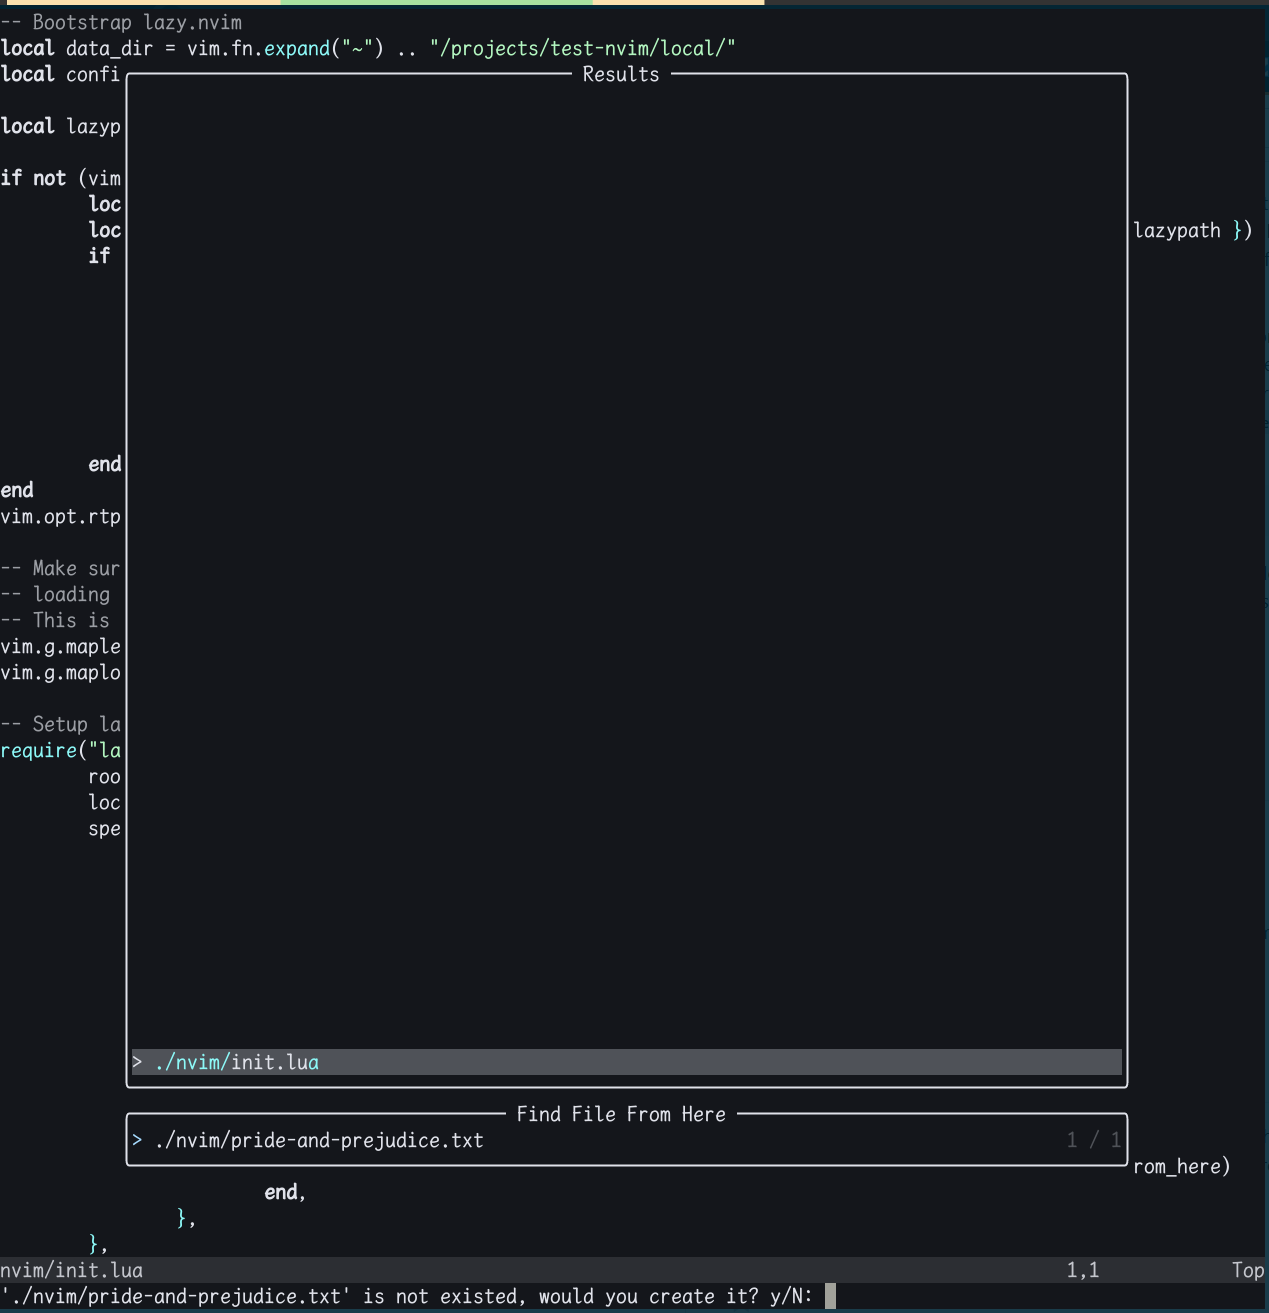 -- Bootstrap lazy.nvim
local data_dir = vim.fn.expand("~") .. "/projects/test-nvim/local/"
local confi
Results
local lazyp
if not (vim
loc
loc
lazypath })
if
end
end
vim.opt.rtp
-- Make sur
-- loading
-- This is
vim.g.maple
vim.g.maplo
-- Setup la
require("la
roo
loc
spe
> ./nvim/init.lua
Find File From Here
> ./nvim/pride-and-prejudice.txt 1 / 1
rom_here)
end,
},
},
nvim/init.lua 1,1 Top
'./nvim/pride-and-prejudice.txt' is not existed, would you create it? y/N: